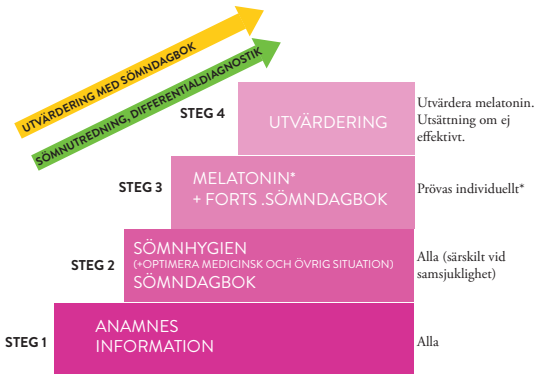 UTVÄRDERING MED SÖMNDAGBOK
SÖMNUTREDNING, DIFFERENTIALDIAGNOSTIK
STEG 4
UTVÄRDERING
Utvärdera melatonin.
Utsättning om ej
effektivt.
STEG 3
MELATONIN*
+ FORTS .SÖMNDAGBOK
Prövas individuellt*
STEG 2
SÖMNHYGIEN
(+OPTIMERA MEDICINSK OCH ÖVRIG SITUATION)
SÖMNDAGBOK
Alla (särskilt vid
samsjuklighet)
STEG 1
ANAMNES
INFORMATION
Alla